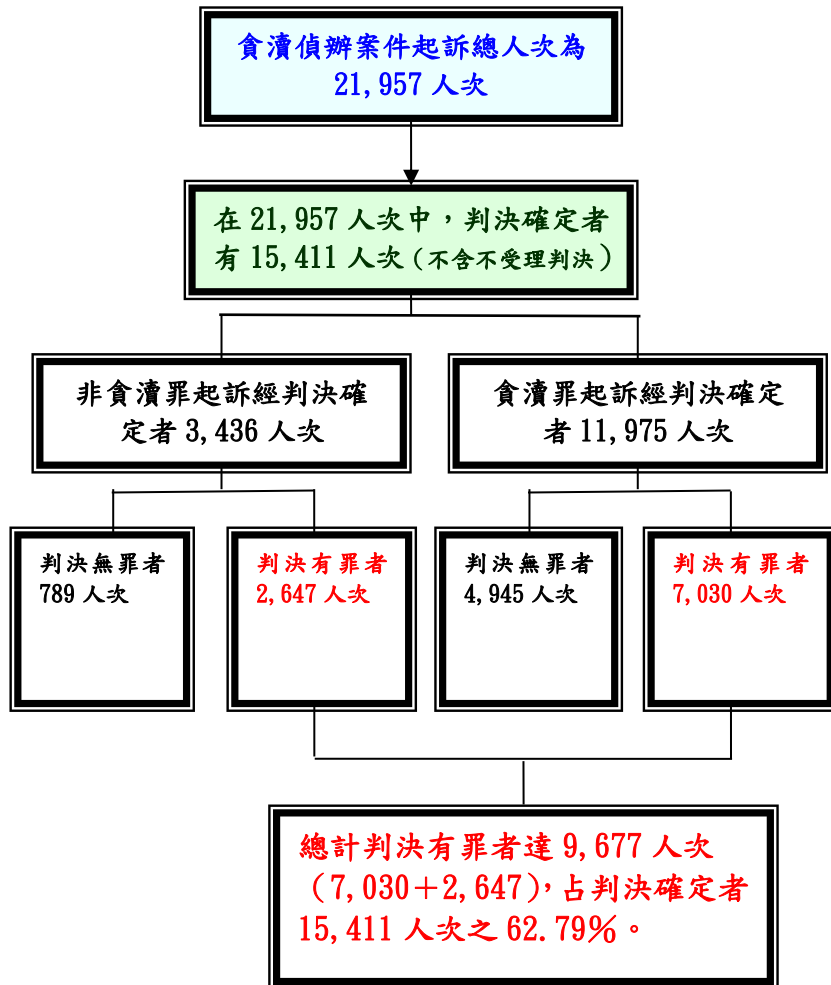 貪瀆偵辦案件起訴總人次為
21,957 人次
在 21,957 人次中，判決確定者
有 15,411 人次（不含不受理判決）
非貪瀆罪起訴經判決確
定者 3,436 人次
貪瀆罪起訴經判決確定
者 11,975 人次
判決無罪者
789 人次
判決有罪者
2,647 人次
判決無罪者
4,945 人次
判決有罪者
7,030 人次
總計判決有罪者達 9,677 人次
（7,030＋2,647），占判決確定者
15,411 人次之 62.79％。